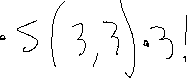 · S(3,3) · 3!